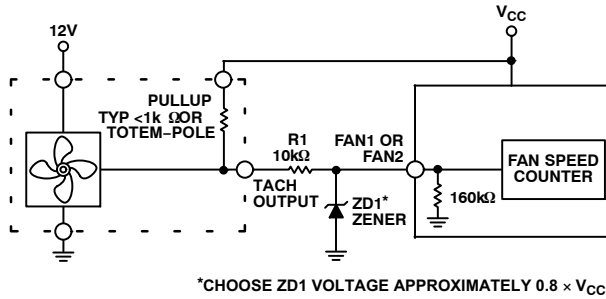 12V
VCC
PULLUP
TYP <1k ΩOR
TOTEM–POLE
R1
10kΩ
FAN1 OR
FAN2
FAN SPEED
COUNTER
TACH
OUTPUT
ZD1*
ZENER
160kΩ
*CHOOSE ZD1 VOLTAGE APPROXIMATELY 0.8 × VCC